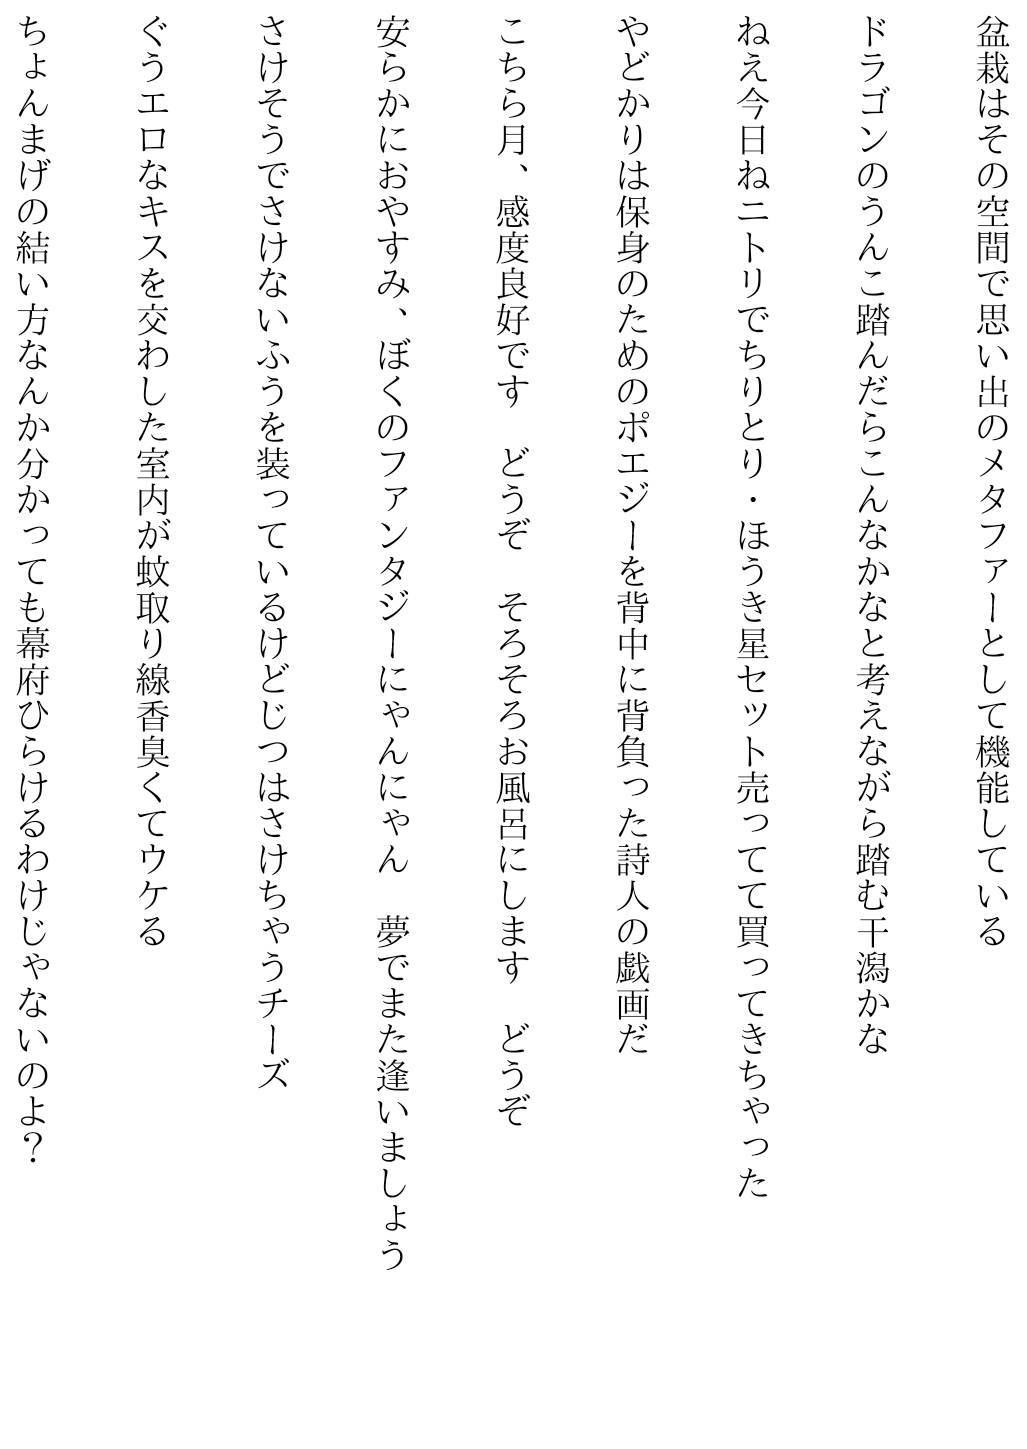 盆栽はその空間で思い出のメタファーとして機能している
ドラゴンのうんこ踏んだらこんなかなと考えながら踏む干潟かな
ねえ今日ねニトリでちりとり・ほうき星セット売ってて買ってきちゃった
やどかりは保身のためのポエジーを背中に背負った詩人の戯画だ
こちら月、感度良好です　どうぞ　そろそろお風呂にします　どうぞ
安らかにおやすみ、ぼくのファンタジーにゃんにゃん　夢でまた逢いましょう
さけそうでさけないふうを装っているけどじつはさけちゃうチーズ
ぐうエロなキスを交わした室内が蚊取り線香臭くてウケる
ちょんまげの結い方なんか分かっても幕府ひらけるわけじゃないのよ？